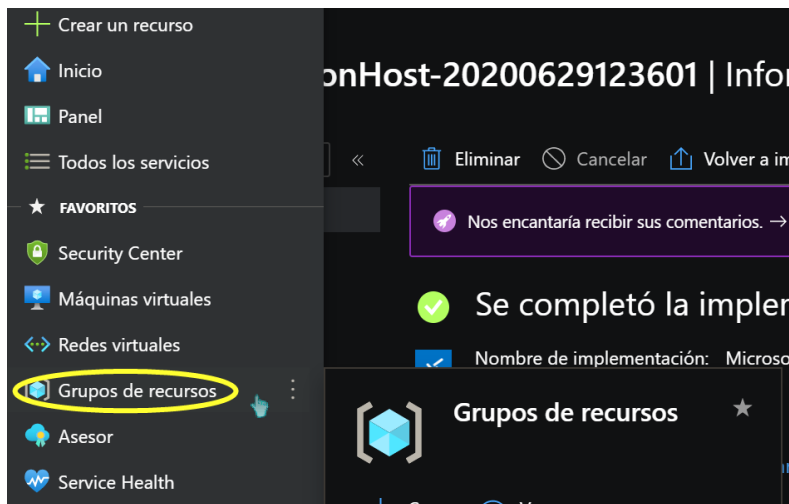 Crear un recurso
Inicio
Panel
Todos los servicios
FAVORITOS
Security Center
Máquinas virtuales
Redes virtuales
Grupos de recursos
Asesor
Service Health
onHost-20200629123601 | Infor
Eliminar Cancelar Volver a im
Nos encantaría recibir sus comentarios. →
Se completó la implem
Nombre de implementación: Microso
Grupos de recursos